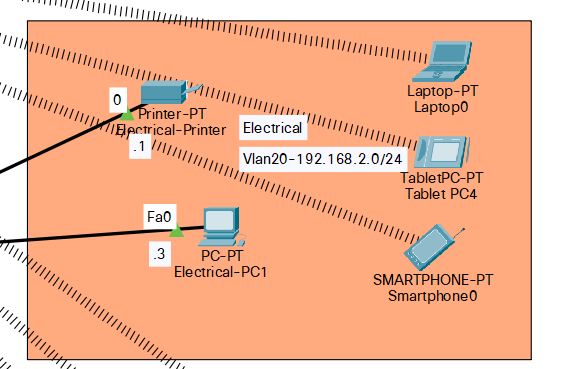 Laptop-PT
Laptop0
0
Printer-PT
Electrical-Printer
.1
Electrical
Vlan20-192.168.2.0/24
TabletPC-PT
Tablet PC4
Fa0
.3
PC-PT
Electrical-PC1
SMARTPHONE-PT
Smartphone0